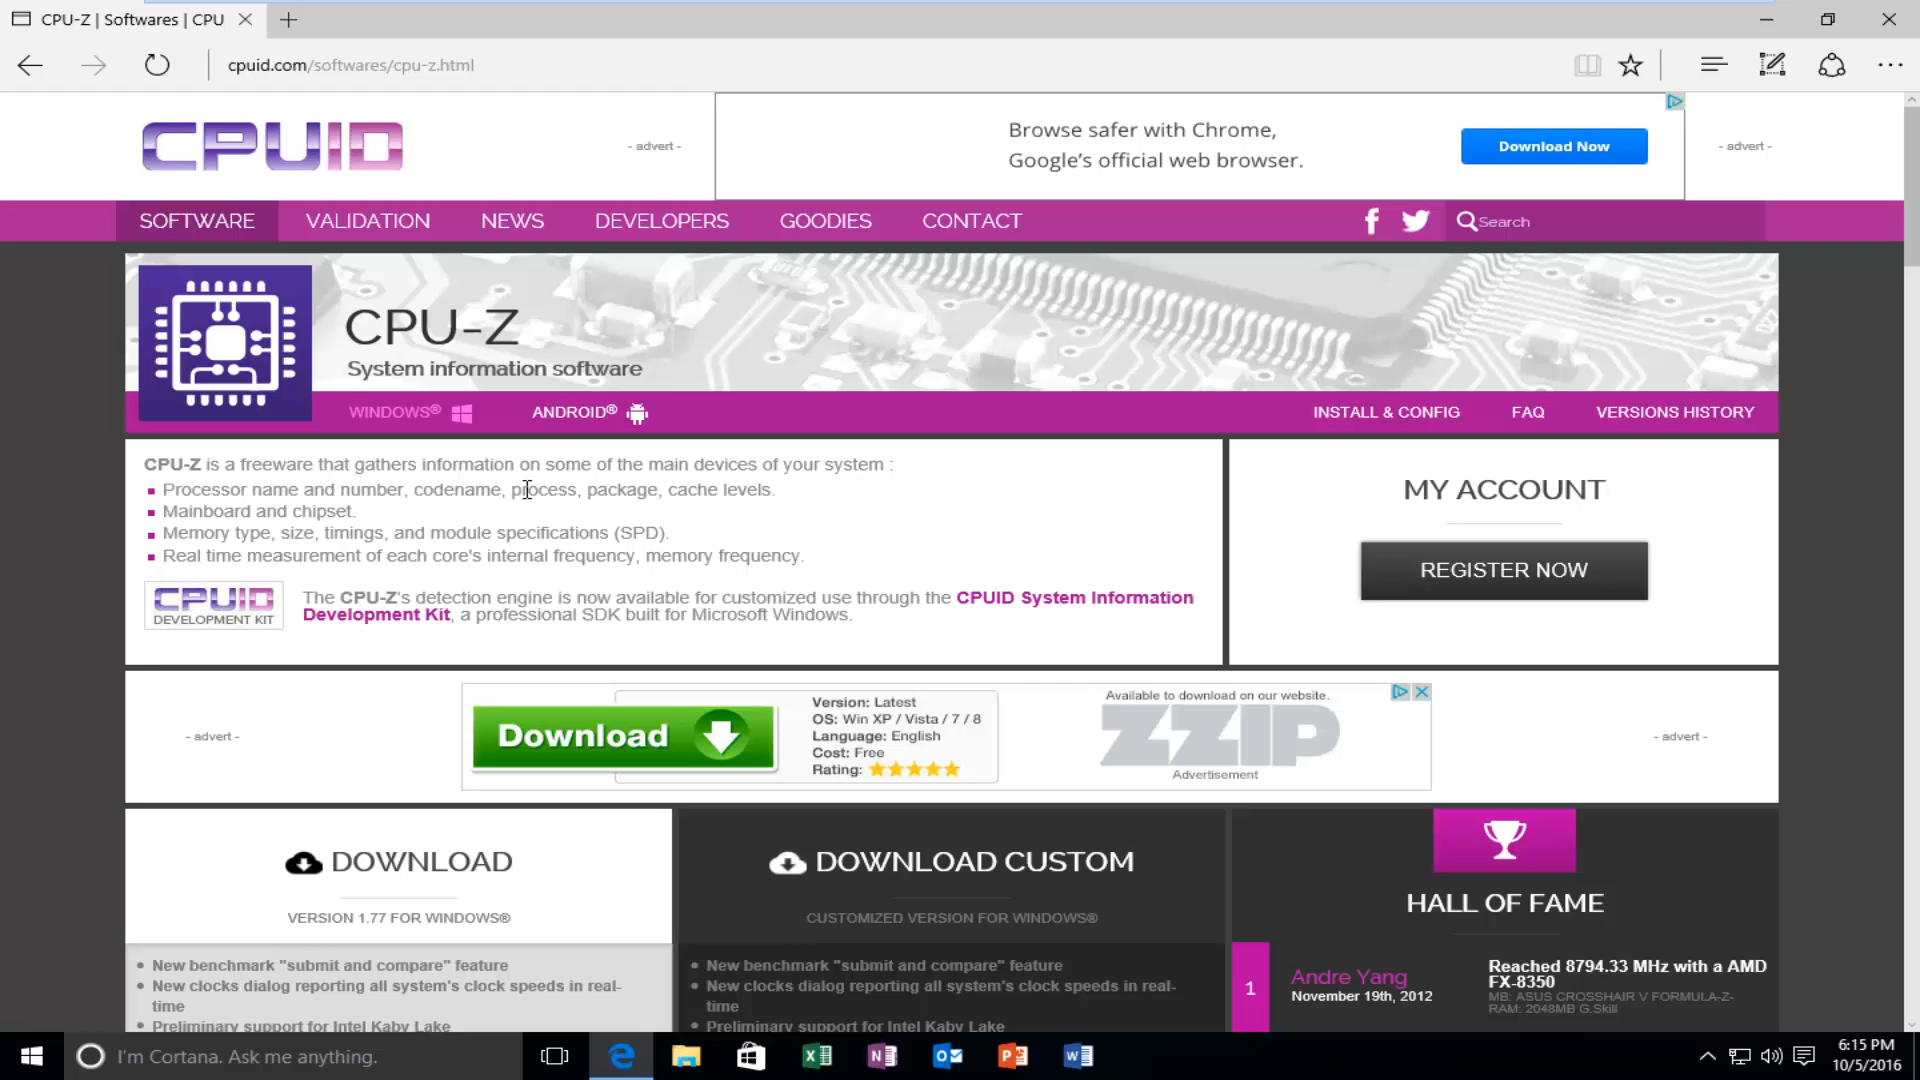 CPU-Z | Softwares | CPU
cpuid.com/softwares/cpu-z.html
CPUID
- advert -
Browse safer with Chrome,
Google's official web browser.
Download Now
- advert -
SOFTWARE VALIDATION NEWS DEVELOPERS GOODIES CONTACT
Search
CPU-Z
System information software
WINDOWS® ANDROID® INSTALL & CONFIG FAQ VERSIONS HISTORY
CPU-Z is a freeware that gathers information on some of the main devices of your system :
Processor name and number, codename, process, package, cache levels.
Mainboard and chipset.
Memory type, size, timings, and module specifications (SPD).
Real time measurement of each core's internal frequency, memory frequency.
CPUID
DEVELOPMENT KIT
The CPU-Z's detection engine is now available for customized use through the CPUID System Information
Development Kit, a professional SDK built for Microsoft Windows.
MY ACCOUNT
REGISTER NOW
- advert -
Download
Version: Latest
OS: Win XP / Vista / 7 / 8
Language: English
Cost: Free
Rating:
Available to download on our website.
ZZIP
Advertisement
- advert -
DOWNLOAD
VERSION 1.77 FOR WINDOWS®
• New benchmark "submit and compare" feature
• New clocks dialog reporting all system's clock speeds in real-
time
• Preliminary support for Intel Kaby Lake
DOWNLOAD CUSTOM
CUSTOMIZED VERSION FOR WINDOWS®
• New benchmark "submit and compare" feature
• New clocks dialog reporting all system's clock speeds in real-
time
• Preliminary support for Intel Kaby Lake
HALL OF FAME
1
Andre Yang
November 19th, 2012
Reached 8794.33 MHz with a AMD
FX-8350
MB: ASUS CROSSHAIR V FORMULA-Z-
RAM: 2048MB G.Skill
I'm Cortana. Ask me anything.
6:15 PM
10/5/2016